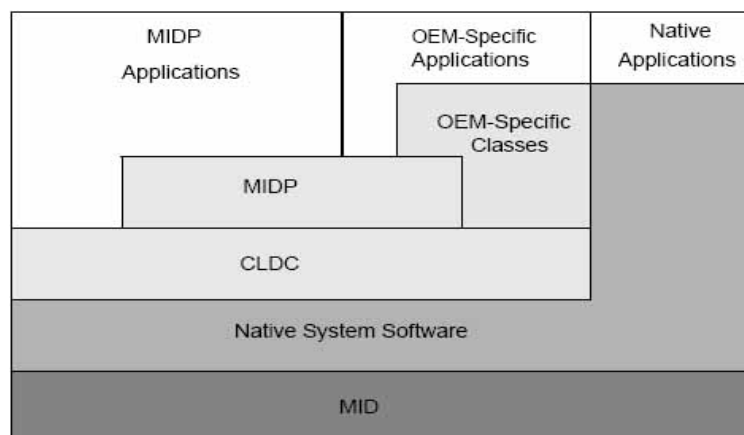 MIDP
Applications
OEM-Specific
Applications
Native
Applications
OEM-Specific
Classes
MIDP
CLDC
Native System Software
MID